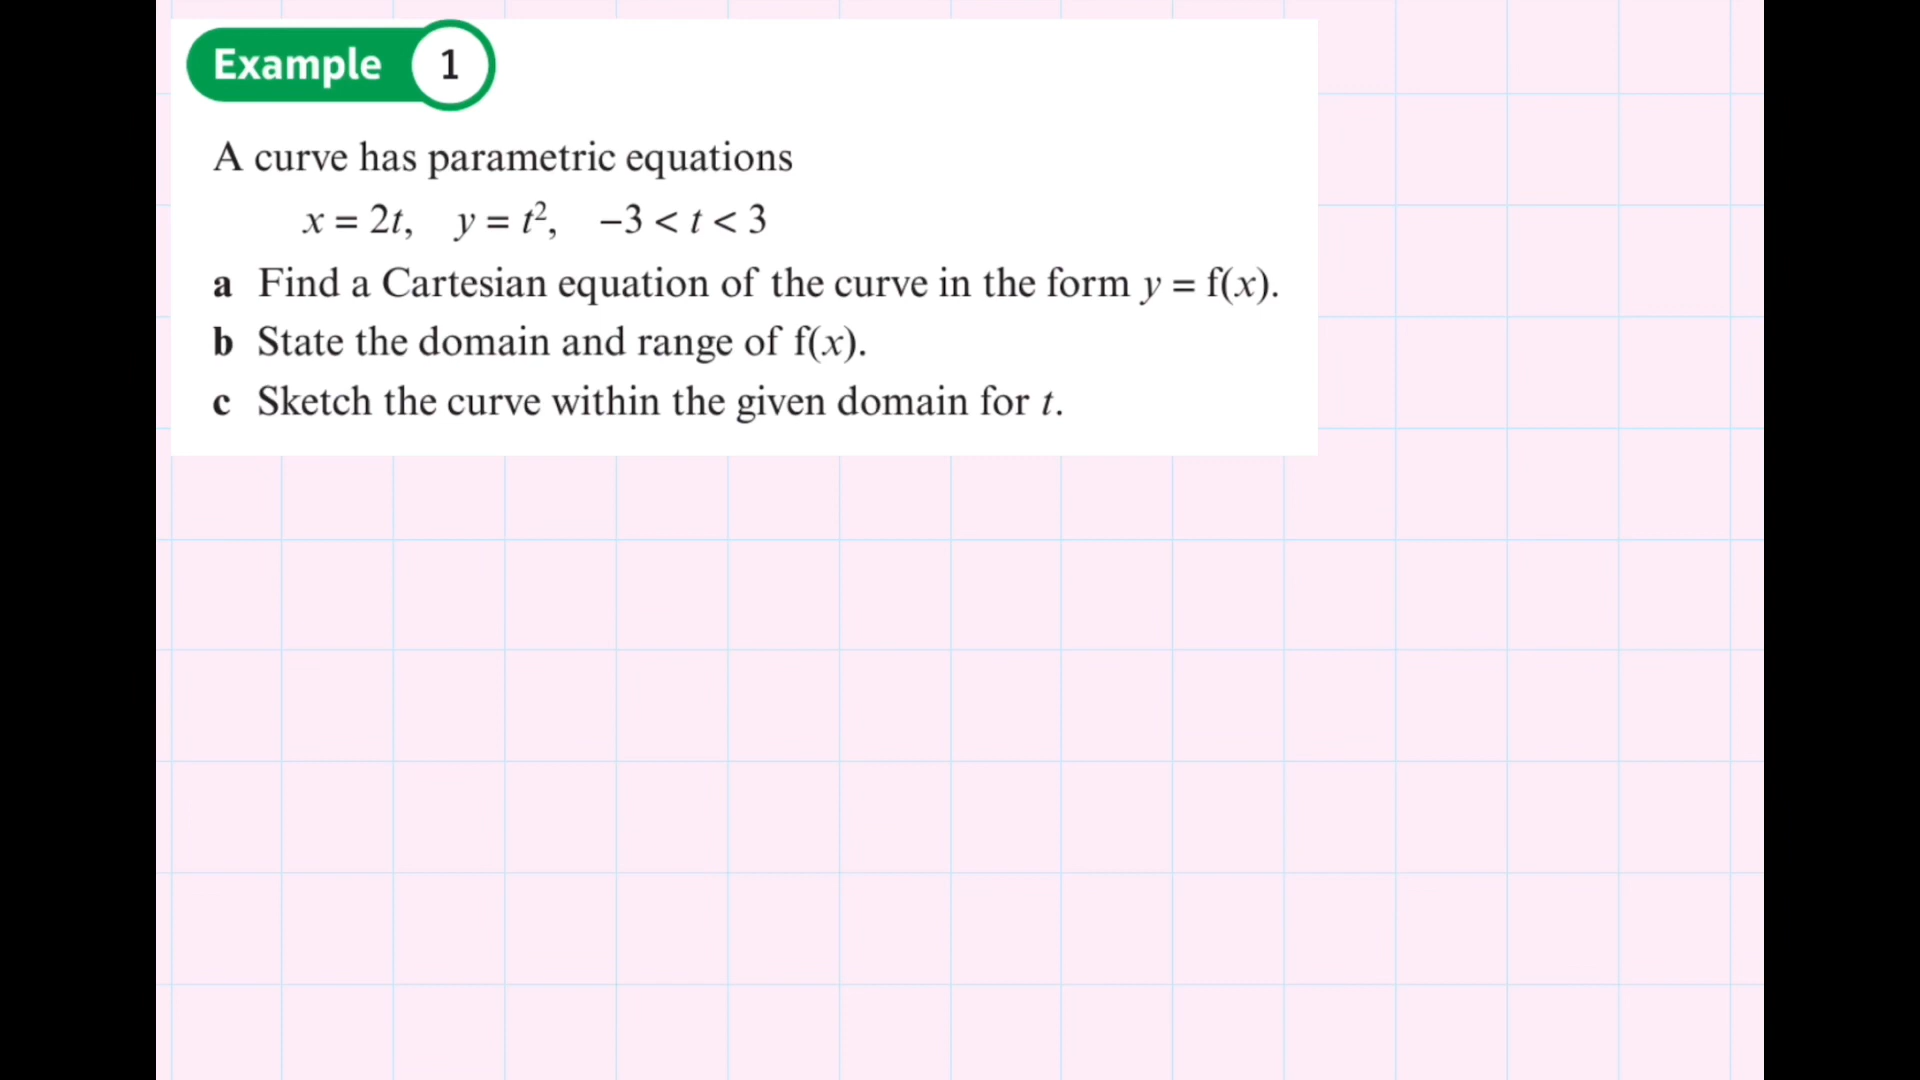 Example 1
A curve has parametric equations
x = 2t, y = t², −3 < t < 3
a Find a Cartesian equation of the curve in the form y = f(x).
b State the domain and range of f(x).
c Sketch the curve within the given domain for t.